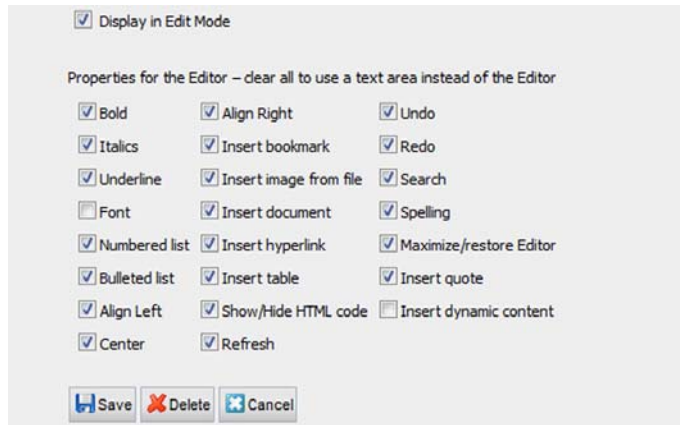 Display in Edit Mode
Properties for the Editor – clear all to use a text area instead of the Editor
Bold Align Right Undo
Italics Insert bookmark Redo
Underline Insert image from file Search
Font Insert document Spelling
Numbered list Insert hyperlink Maximize/restore Editor
Bulleted list Insert table Insert quote
Align Left Show/Hide HTML code Insert dynamic content
Center Refresh
Save Delete Cancel